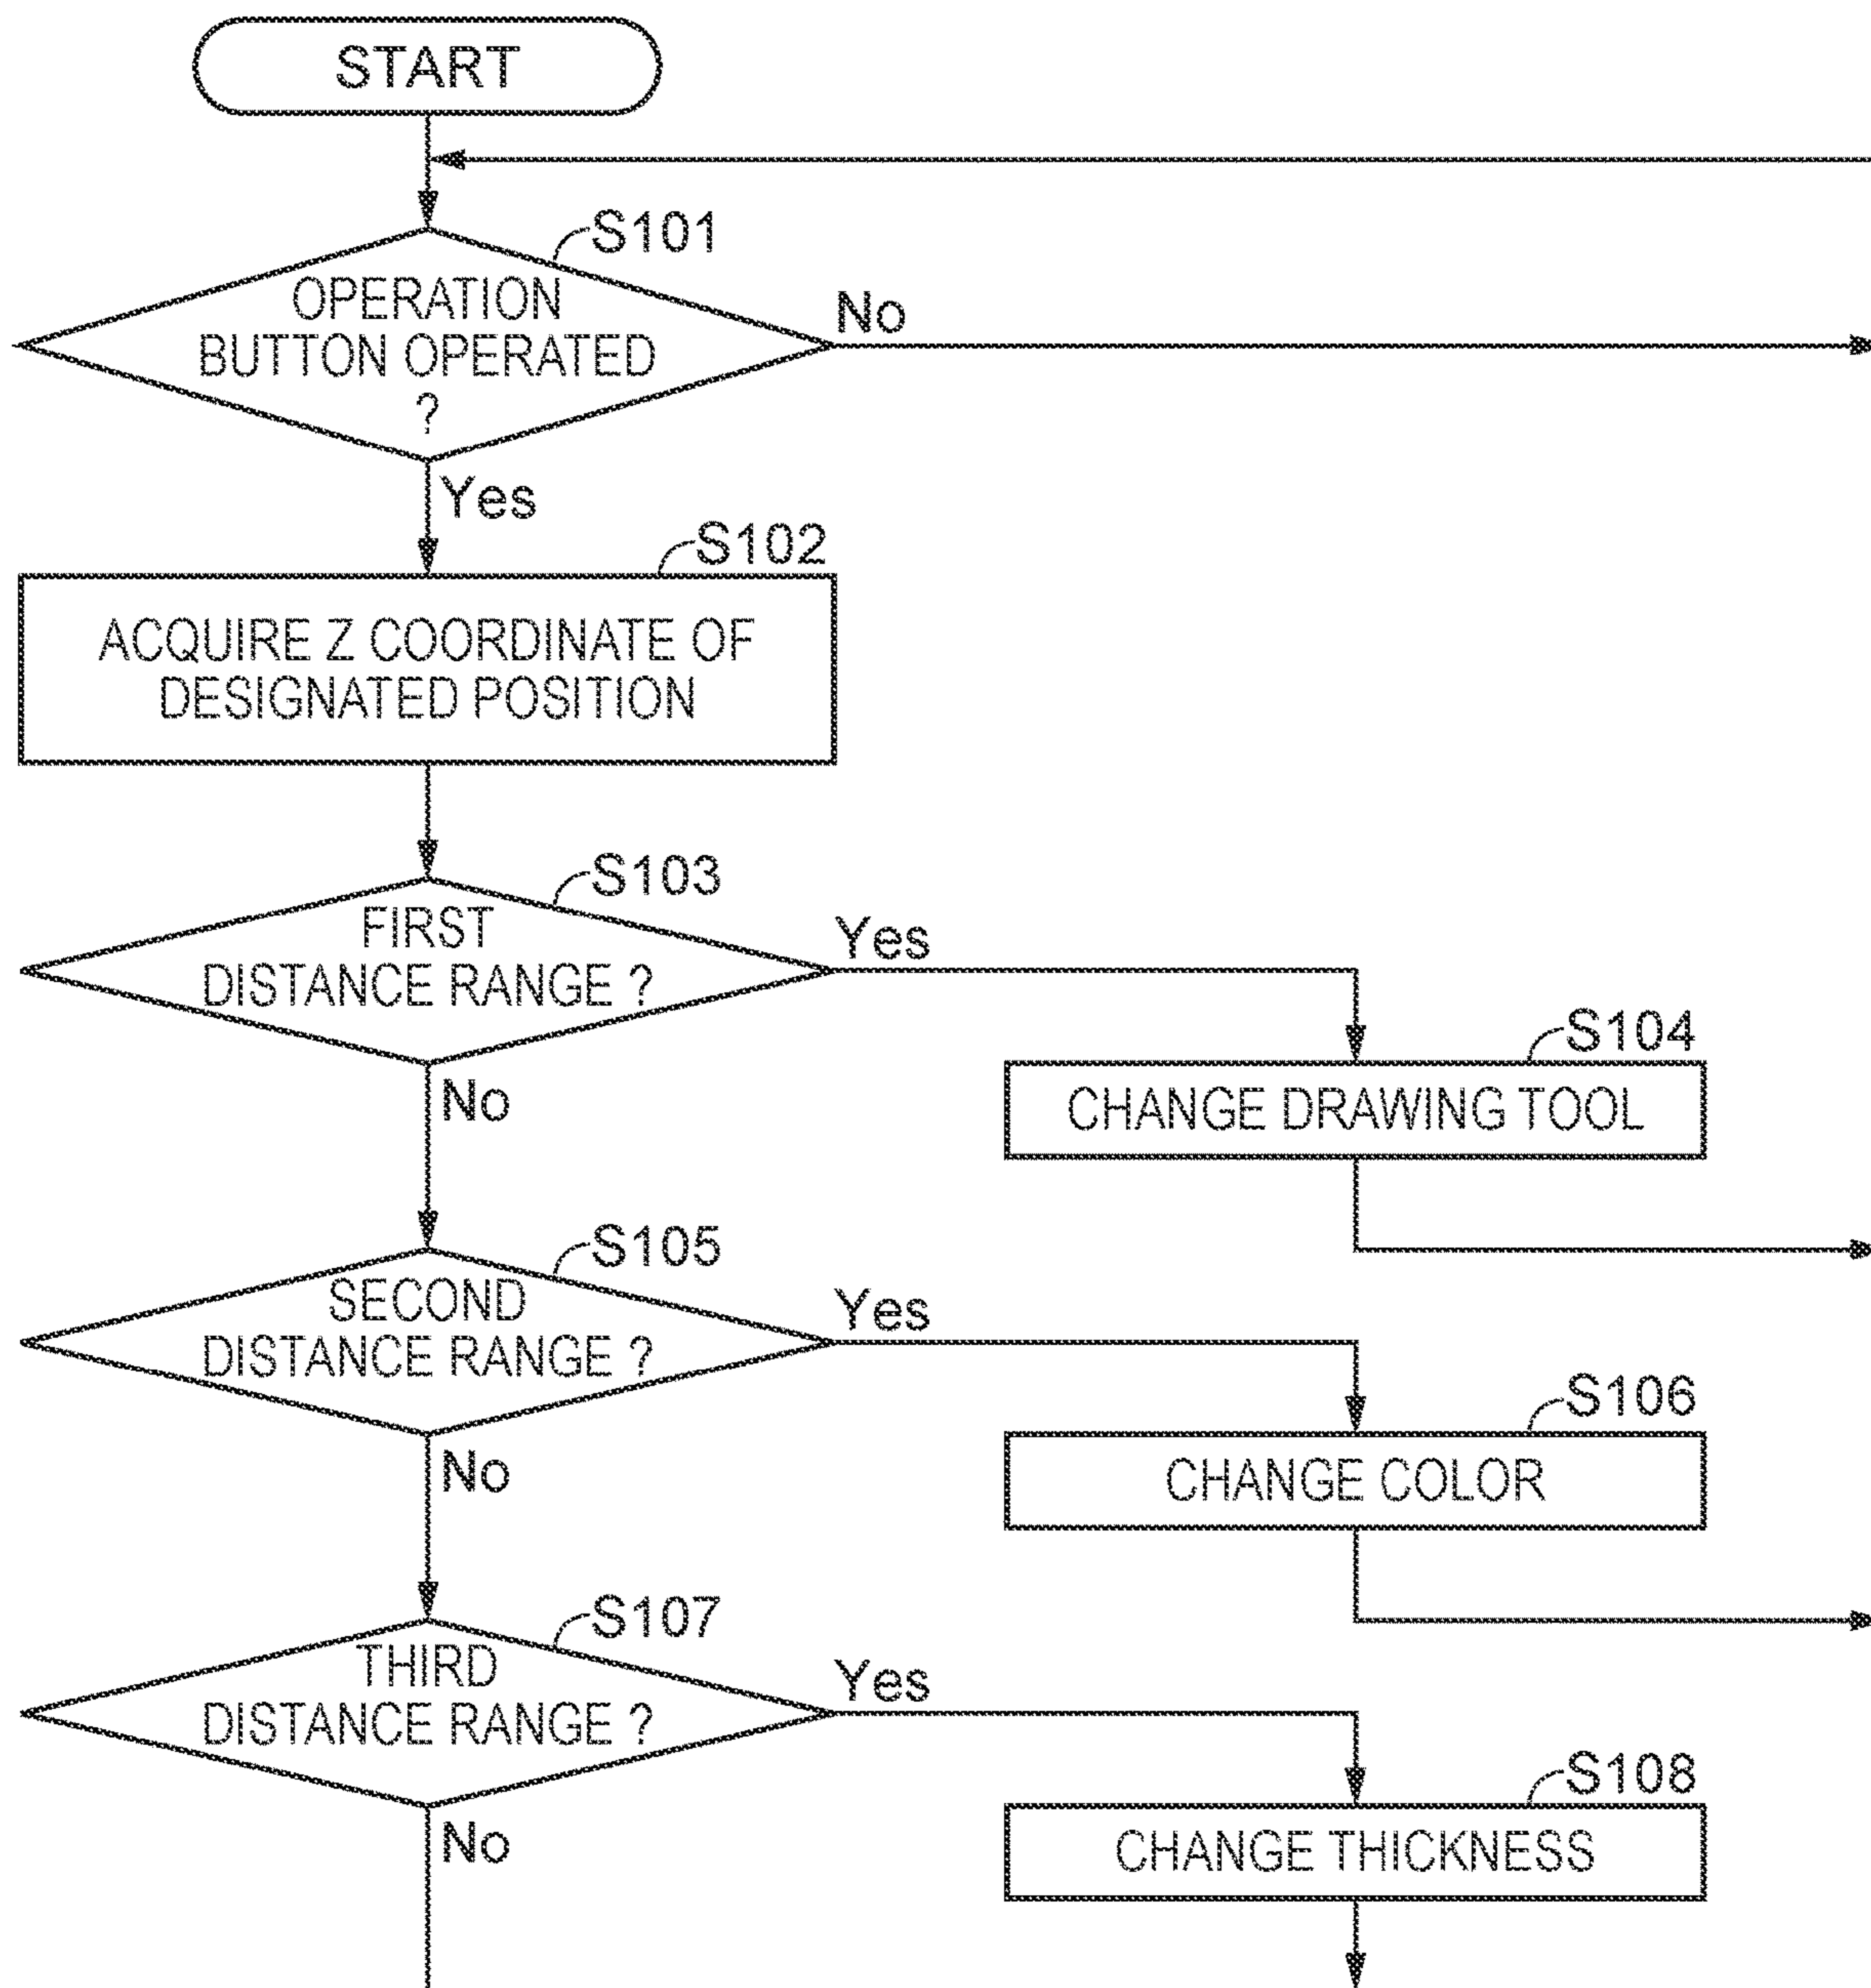 START
S101
OPERATION
BUTTON OPERATED
?
No
Yes
S102
ACQUIRE Z COORDINATE OF
DESIGNATED POSITION
S103
FIRST
DISTANCE RANGE ?
Yes
No
S104
CHANGE DRAWING TOOL
S105
SECOND
DISTANCE RANGE ?
Yes
No
S106
CHANGE COLOR
S107
THIRD
DISTANCE RANGE ?
Yes
No
S108
CHANGE THICKNESS